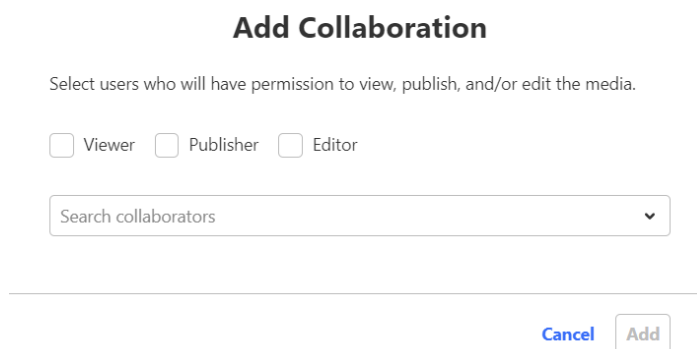 Add Collaboration
Select users who will have permission to view, publish, and/or edit the media.
Viewer Publisher Editor
Search collaborators
Cancel Add